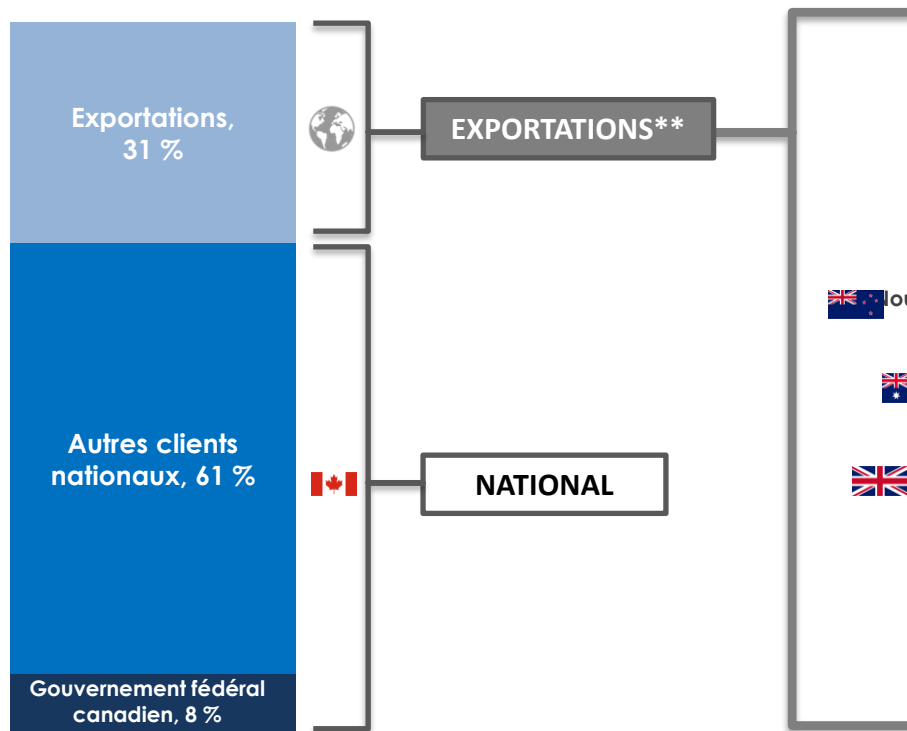 Exportations,
31 %
EXPORTATIONS**
Autres clients
nationaux, 61 %
NATIONAL
Gouvernement fédéral
canadien, 8 %